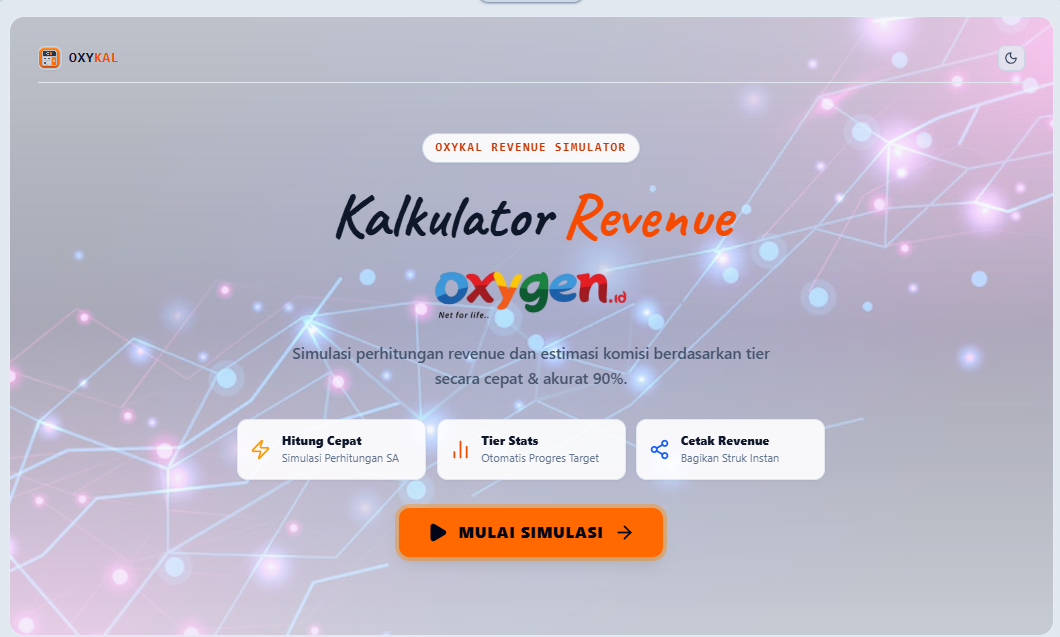 OXYKAL
OXYKAL REVENUE SIMULATOR
Kalkulator Revenue
oxygen.id
Net for life..
Simulasi perhitungan revenue dan estimasi komisi berdasarkan tier
secara cepat & akurat 90%.
Hitung Cepat
Simulasi Perhitungan SA
Tier Stats
Otomatis Progres Target
Cetak Revenue
Bagikan Struk Instan
MULAI SIMULASI